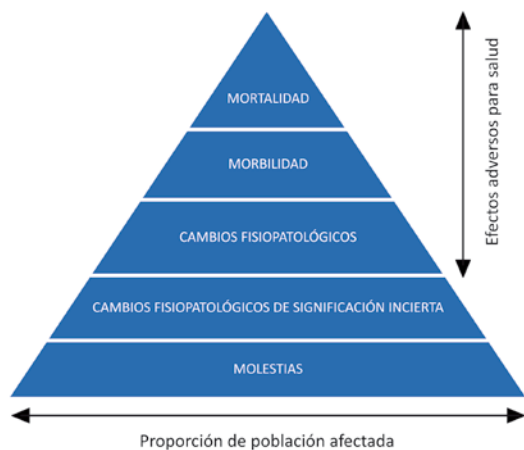 MORTALIDAD
MORBILIDAD
CAMBIOS FISIOPATOLÓGICOS
CAMBIOS FISIOPATOLÓGICOS DE SIGNIFICACIÓN INCIERTA
MOLESTIAS
Efectos adversos para salud
Proporción de población afectada